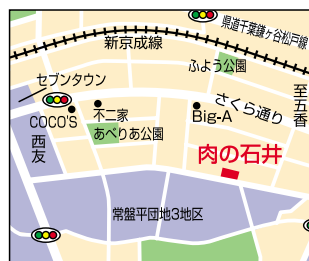 県道千葉鎌ヶ谷松戸線
新京成線
ふよう公園
セブンタウン
さくら通り
至五香
COCO'S
不二家
Big-A
あべりあ公園
西友
肉の石井
常盤平団地3地区